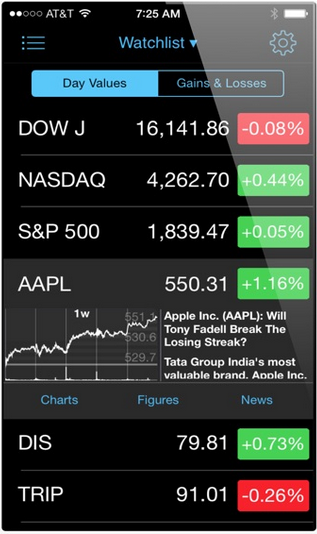 AT&T 7:25 AM
Watchlist ▾
Day Values Gains & Losses
DOW J 16,141.86 -0.08%
NASDAQ 4,262.70 +0.44%
S&P 500 1,839.47 +0.05%
AAPL 550.31 +1.16%
1w 551.1
530.6
529.7
Apple Inc. (AAPL): Will
Tony Fadell Break The
Losing Streak?
Tata Group India's most
valuable brand. Apple Inc.
Charts Figures News
DIS 79.81 +0.73%
TRIP 91.01 -0.26%